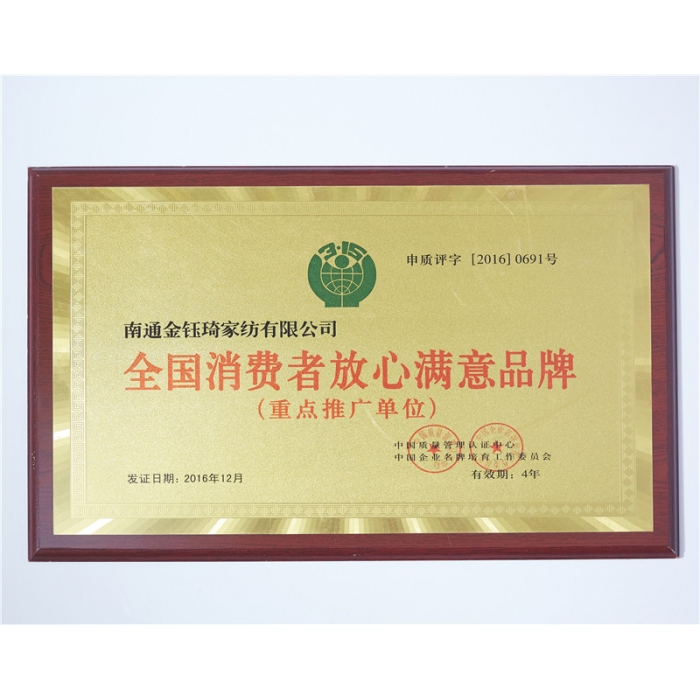 3·15
申质评字 [2016] 0691号
南通金钰琦家纺有限公司
全国消费者放心满意品牌
(重点推广单位)
中国质量管理认证中心
中国企业名牌培育工作委员会
发证日期: 2016年12月
有效期: 4年